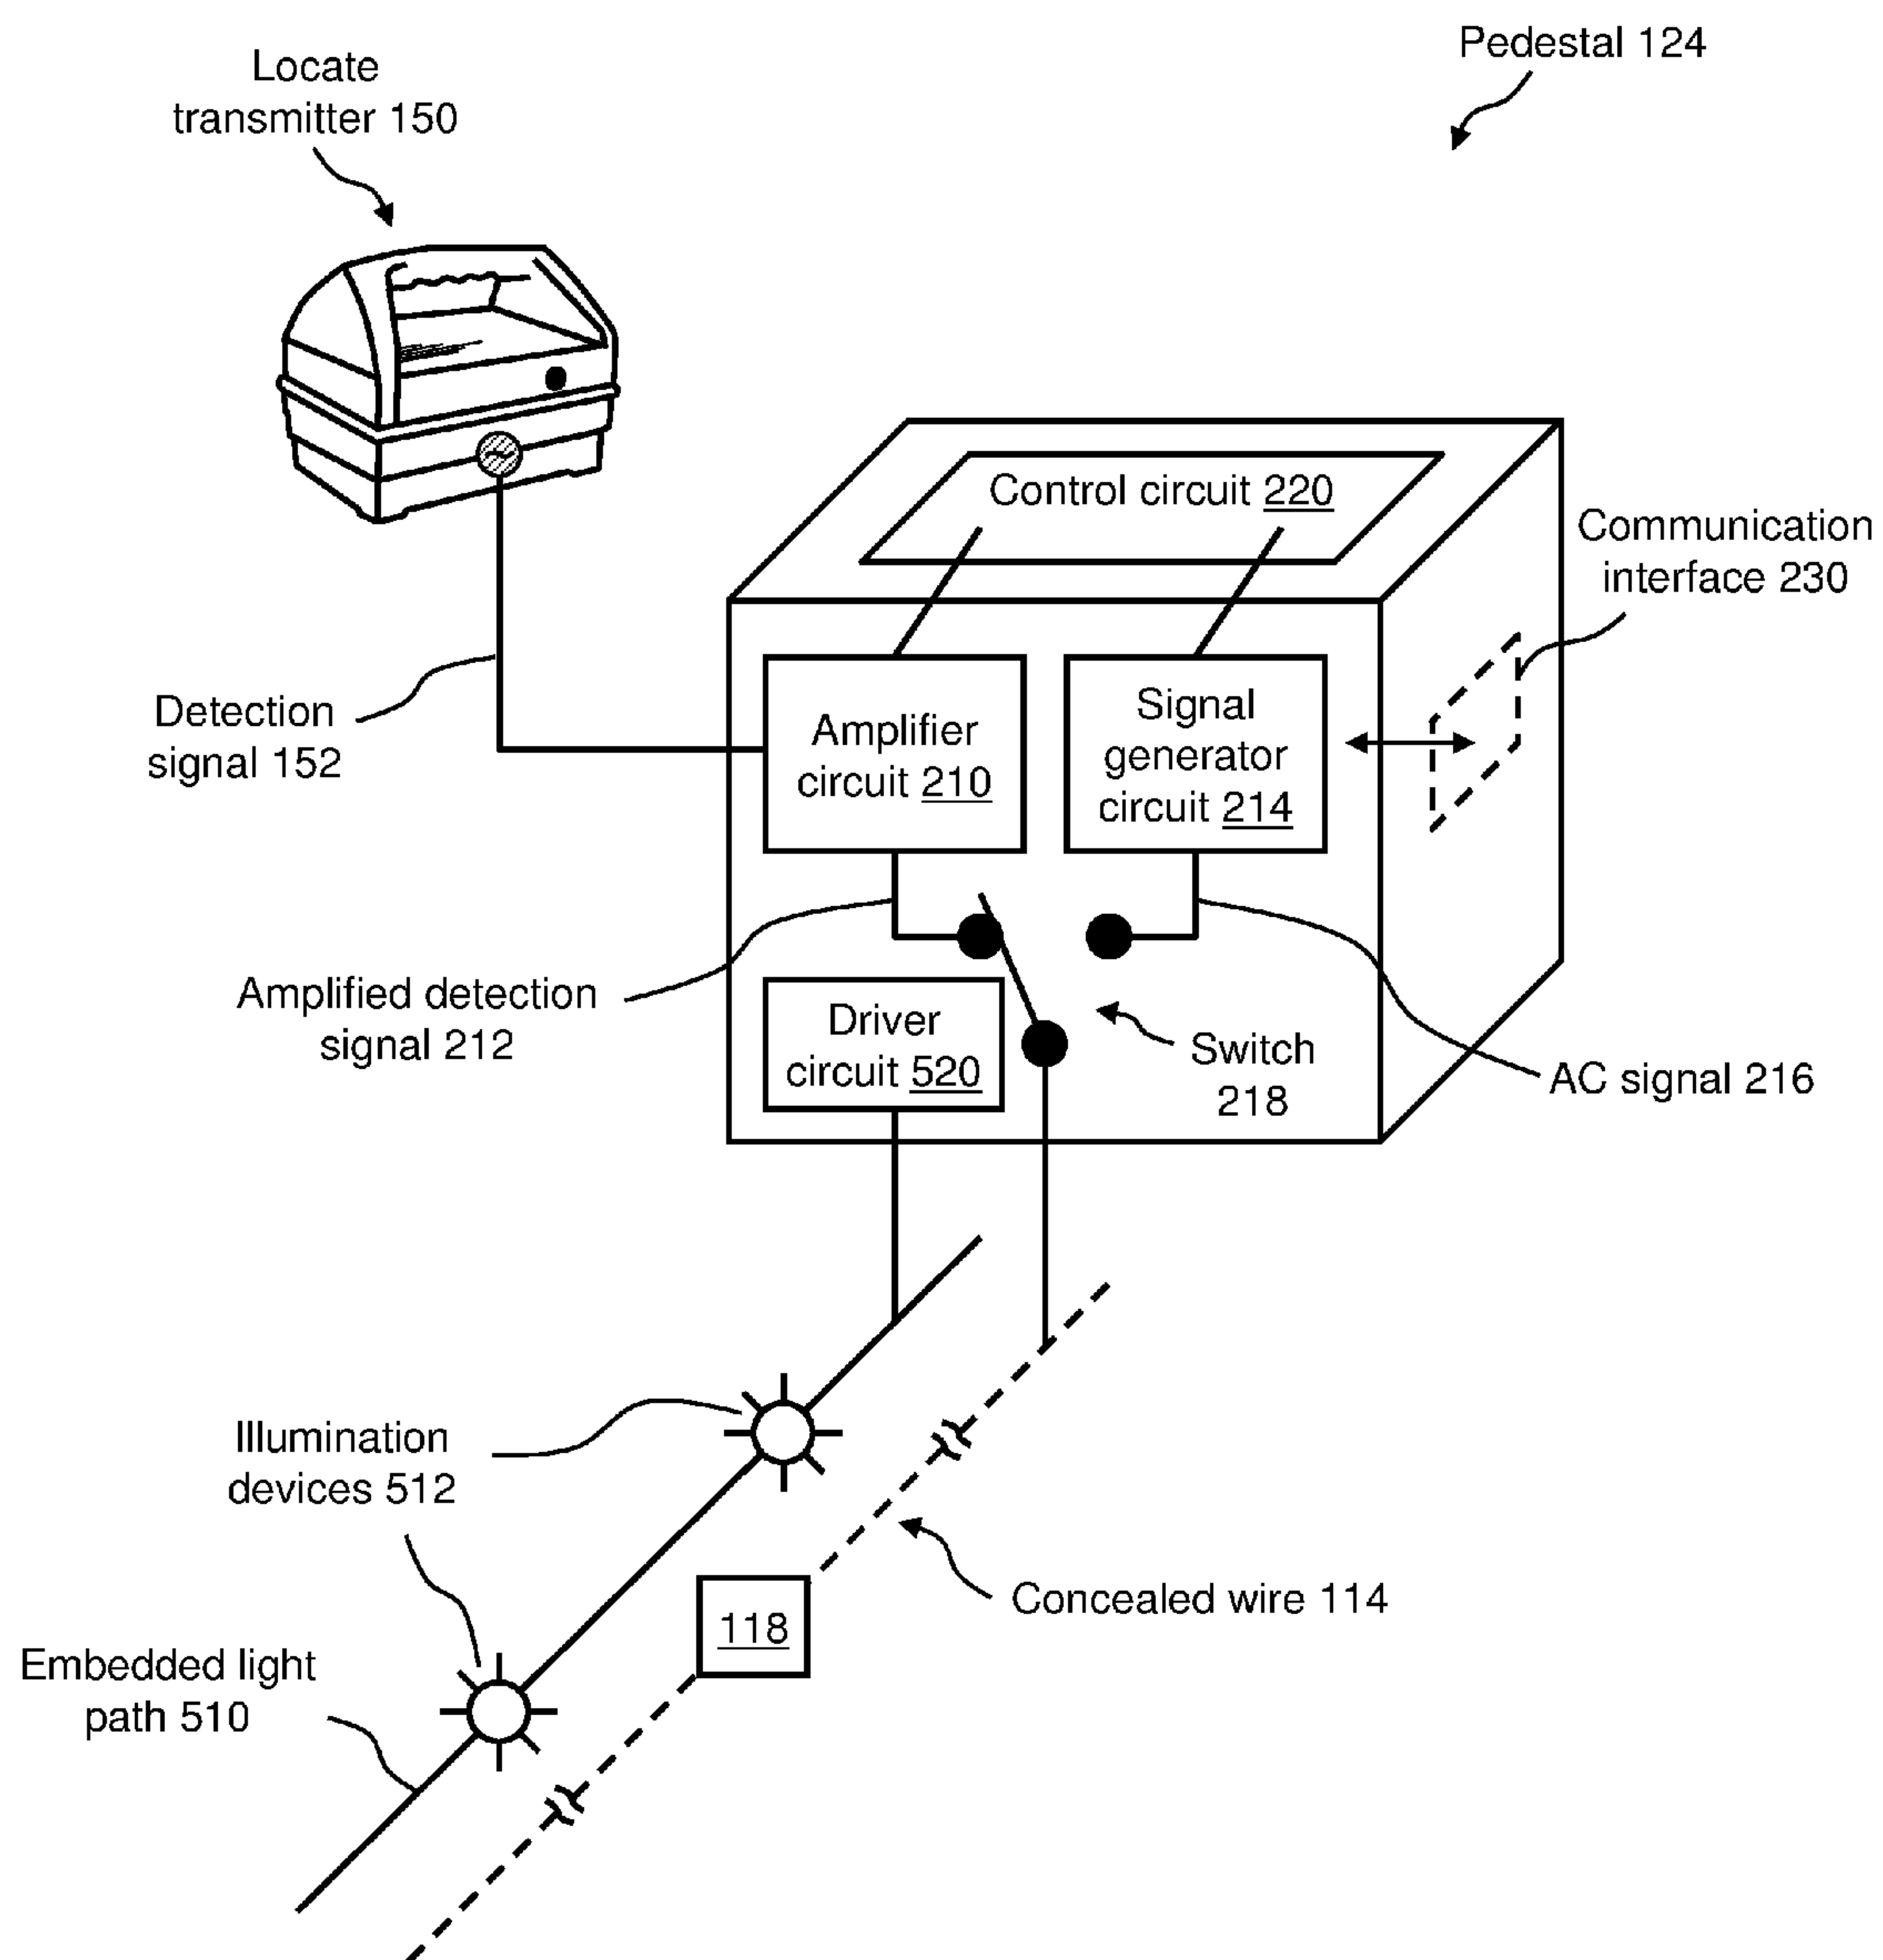 Pedestal 124
Locate
transmitter 150
Control circuit 220
Communication
interface 230
Detection
signal 152
Amplifier
circuit 210
Signal
generator
circuit 214
Amplified detection
signal 212
Driver
circuit 520
Switch
218
AC signal 216
Illumination
devices 512
Concealed wire 114
118
Embedded light
path 510